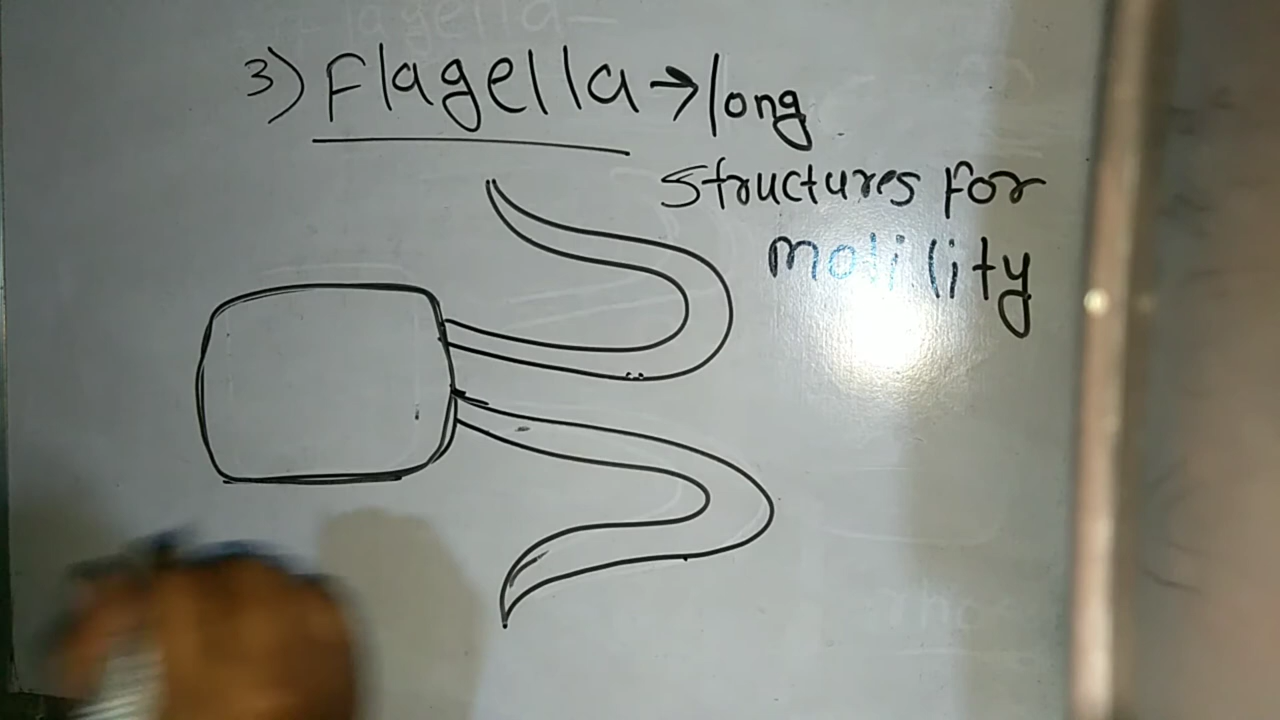 3) Flagella → long
structures for
motility